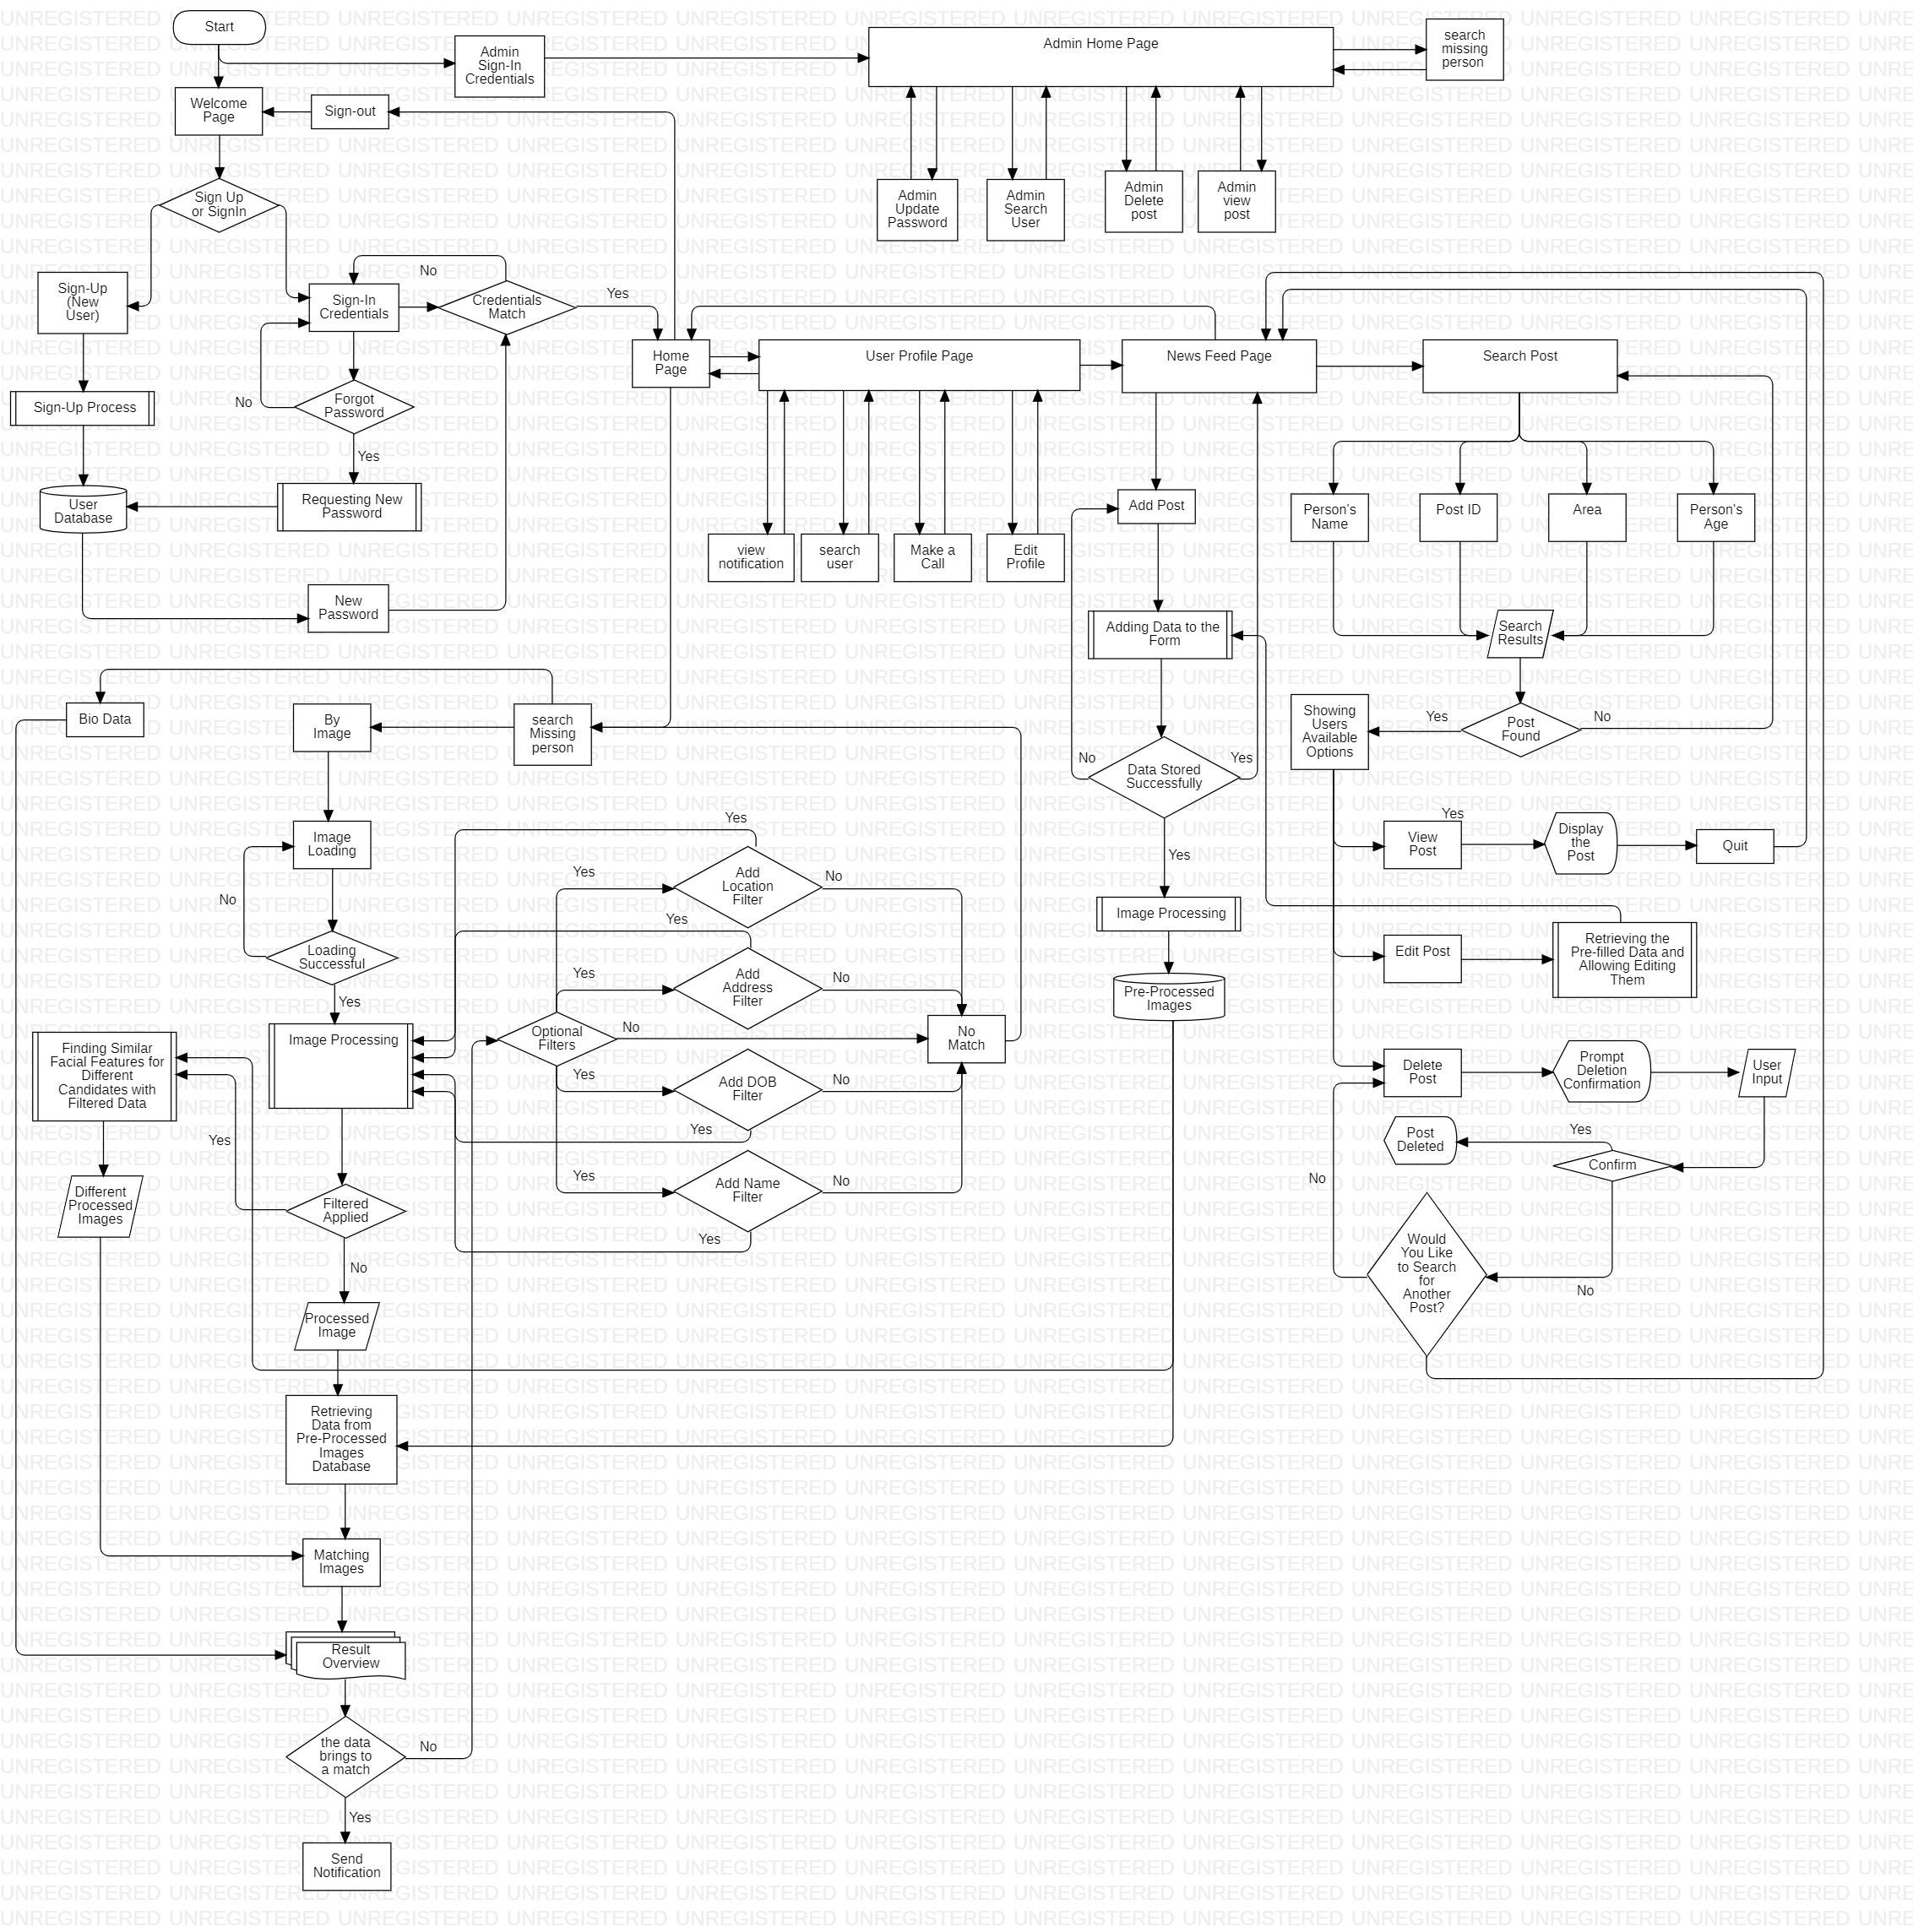 Start
Admin
Sign-In
Credentials
Admin Home Page
search
missing
person
Welcome
Page
Sign-out
Sign Up
or SignIn
Admin
Update
Password
Admin
Search
User
Admin
Delete
post
Admin
view
post
Sign-Up
(New
User)
Sign-In
Credentials
No
Credentials
Match
Yes
Home
Page
User Profile Page
News Feed Page
Search Post
Sign-Up Process
No
Forgot
Password
Yes
User
Database
Requesting New
Password
New
Password
view
notification
search
user
Make a
Call
Edit
Profile
Add Post
Person's
Name
Post ID
Area
Person's
Age
Adding Data to the
Form
Search
Results
Bio Data
By
Image
search
Missing
person
No
Data Stored
Successfully
Yes
Yes
Showing
Users
Available
Options
Yes
Post
Found
No
Image
Loading
No
Loading
Successful
Yes
Yes
View
Post
Display
the
Post
Quit
Yes
Yes
Add
Location
Filter
No
Yes
Yes
Add
Address
Filter
No
Image Processing
Pre-Processed
Images
Edit Post
Retrieving the
Pre-filled Data and
Allowing Editing
Them
Finding Similar
Facial Features for
Different
Candidates with
Filtered Data
Image Processing
Optional
Filters
No
No
Match
Yes
Add DOB
Filter
No
Yes
Yes
Add Name
Filter
No
Yes
Delete
Post
Prompt
Deletion
Confirmation
User
Input
Post
Deleted
Yes
Confirm
No
No
Would
You Like
to Search
for
Another
Post?
Yes
Different
Processed
Images
Filtered
Applied
No
Processed
Image
Retrieving
Data from
Pre-Processed
Images
Database
Matching
Images
Result
Overview
the data
brings to
a match
No
Yes
Send
Notification